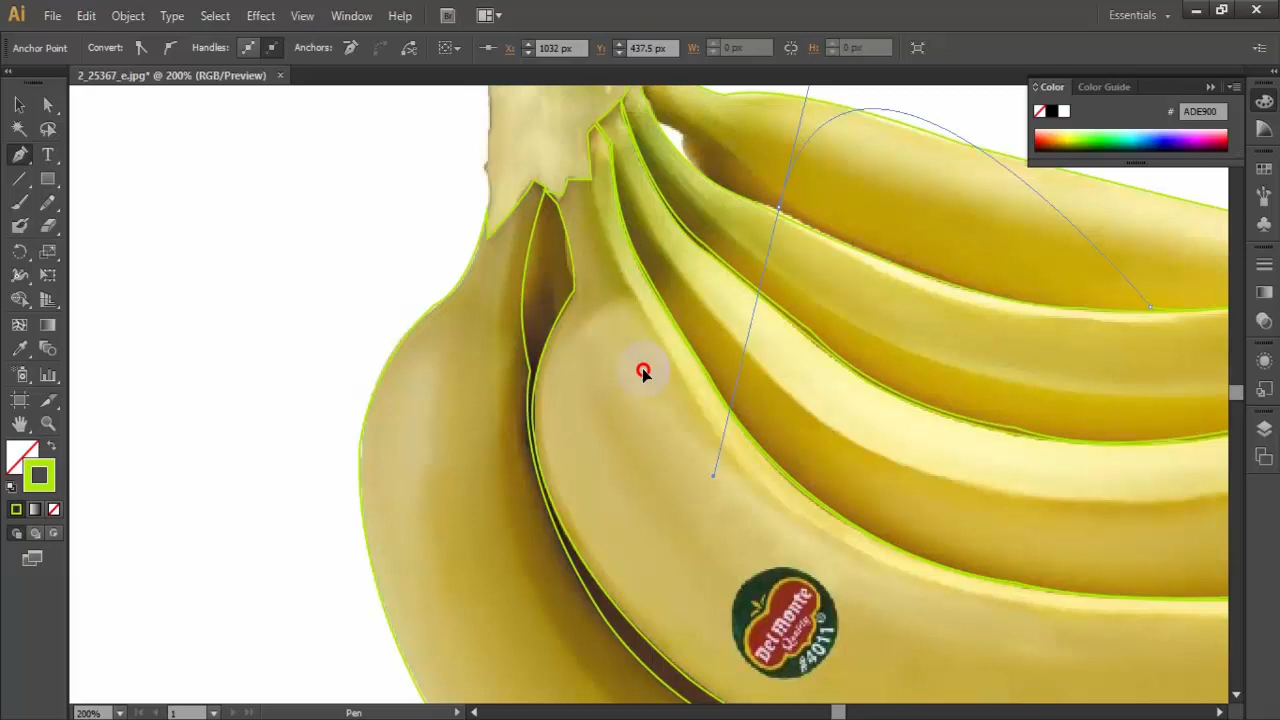 Ai File Edit Object Type Select Effect View Window Help Br Essentials
Anchor Point Convert: Handles: Anchors: X: 1032 px Y: 437.5 px W: 0 px H: 0 px
2_25367_e.jpg* @ 200% (RGB/Preview) ×
Color Color Guide
# ADE900
T
Del Monte
Quality
®
#4011
200% 1 Pen